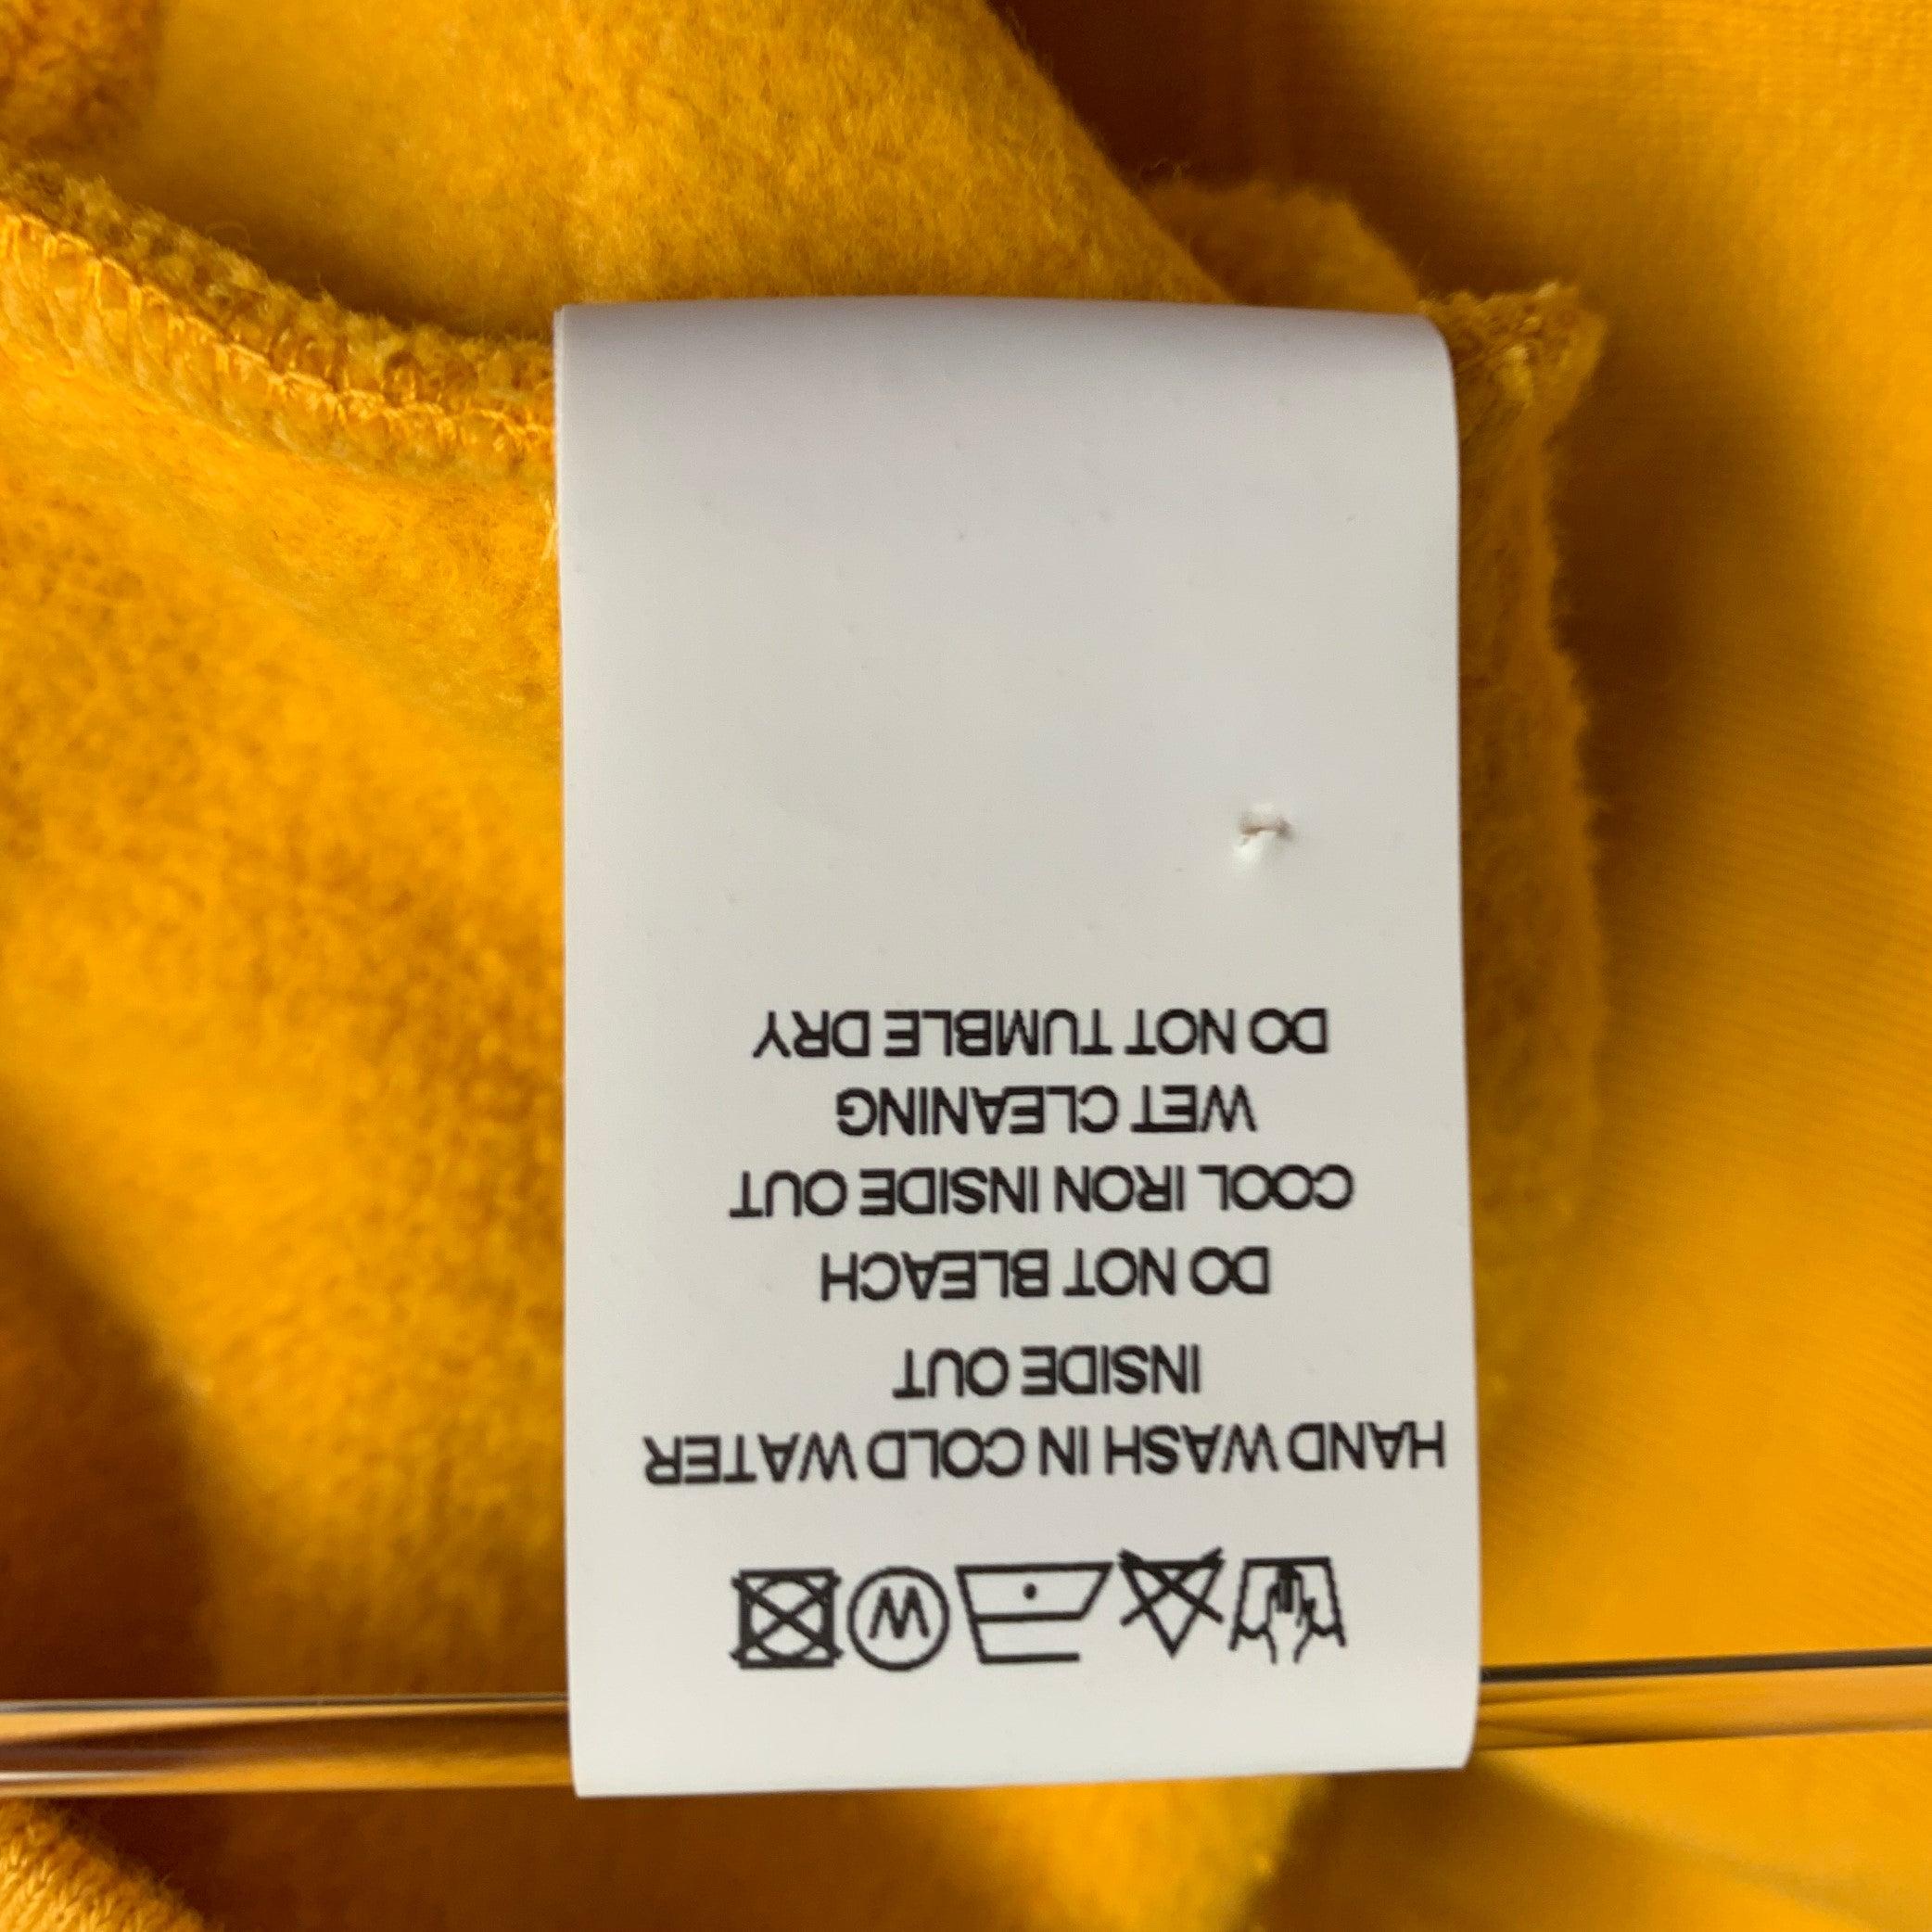 HAND WASH IN COLD WATER
INSIDE OUT
DO NOT BLEACH
COOL IRON INSIDE OUT
WET CLEANING
DO NOT TUMBLE DRY